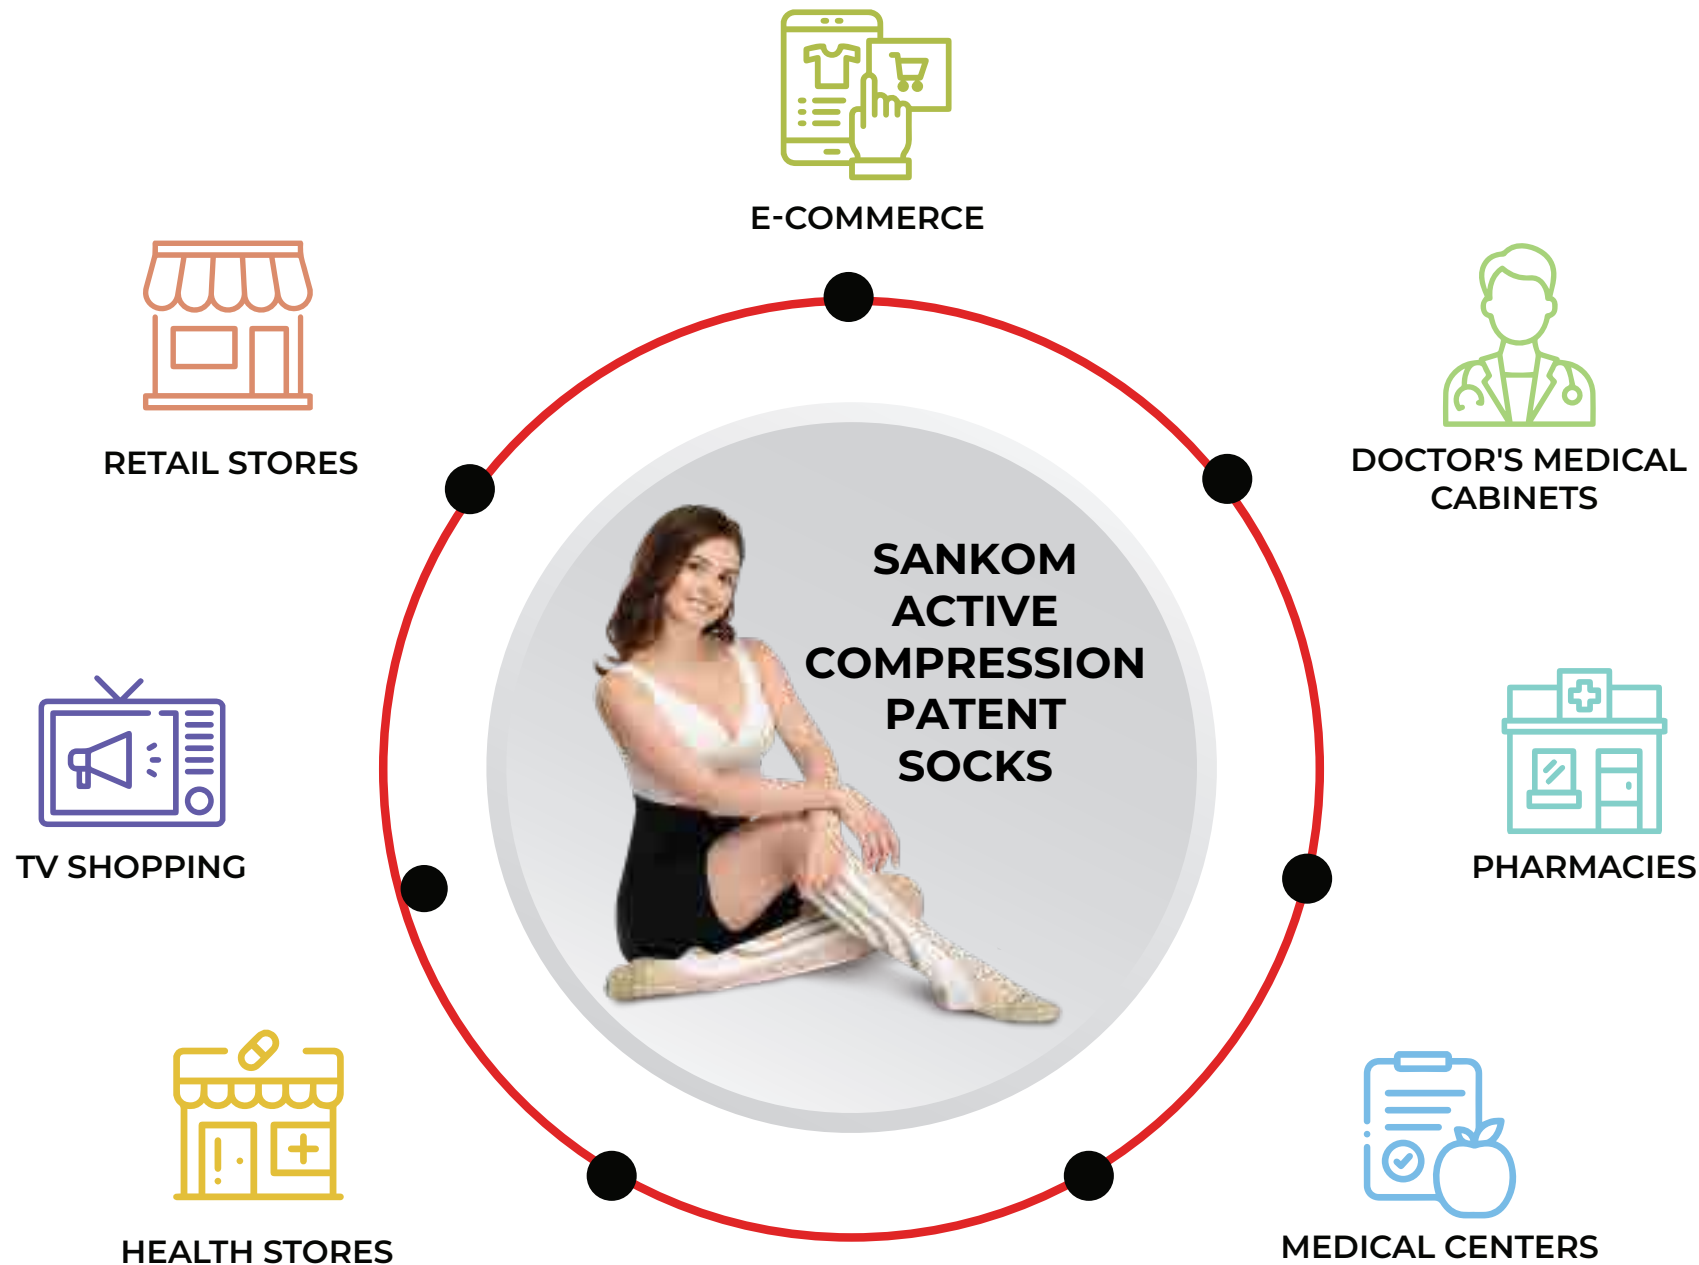 E-COMMERCE
RETAIL STORES
DOCTOR'S MEDICAL
CABINETS
SANKOM
ACTIVE
COMPRESSION
PATENT
SOCKS
TV SHOPPING
PHARMACIES
HEALTH STORES
MEDICAL CENTERS